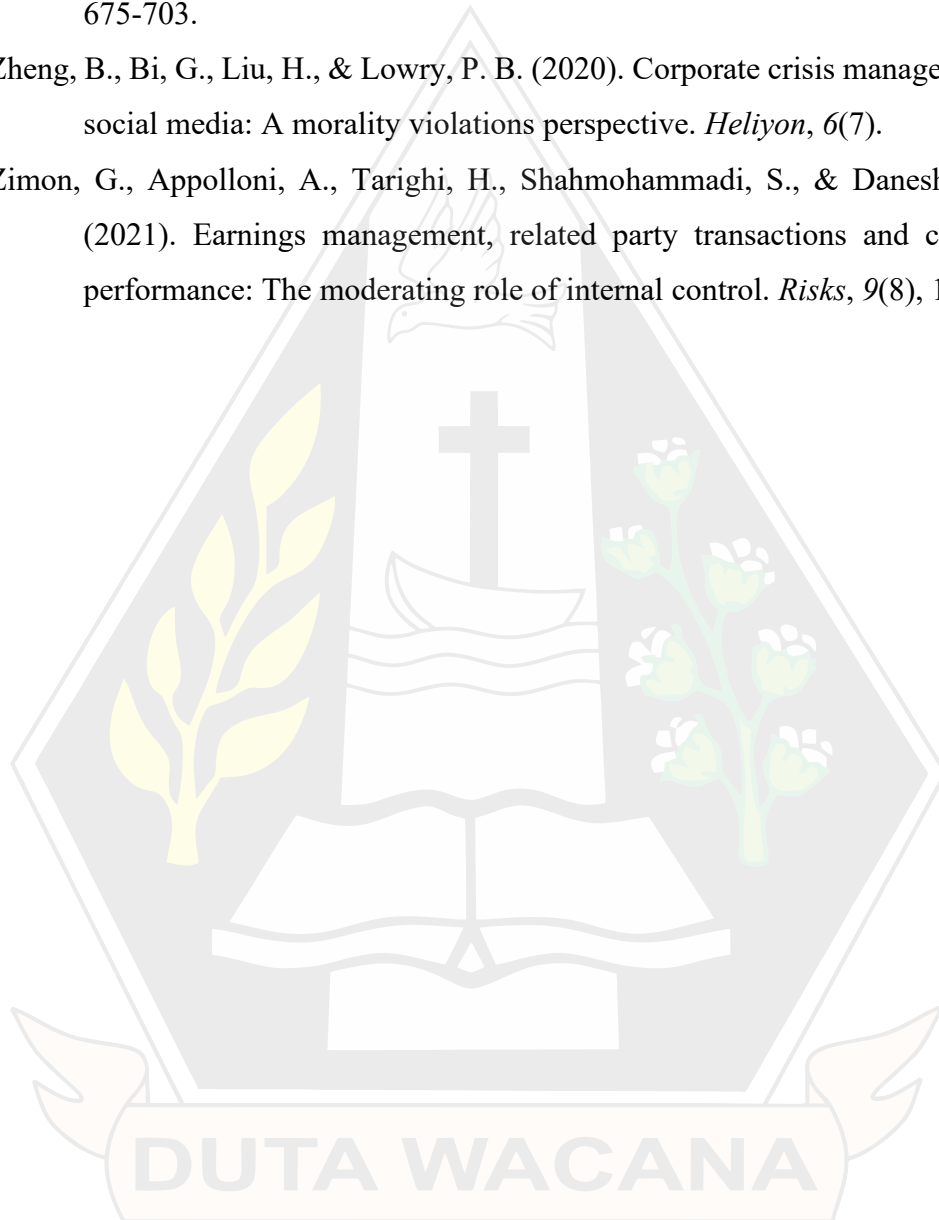 675-703.
Zheng, B., Bi, G., Liu, H., & Lowry, P. B. (2020). Corporate crisis manage
social media: A morality violations perspective. Heliyon, 6(7).
Zimon, G., Appolloni, A., Tarighi, H., Shahmohammadi, S., & Danesh
(2021). Earnings management, related party transactions and c
performance: The moderating role of internal control. Risks, 9(8), 1
DUTA WACANA